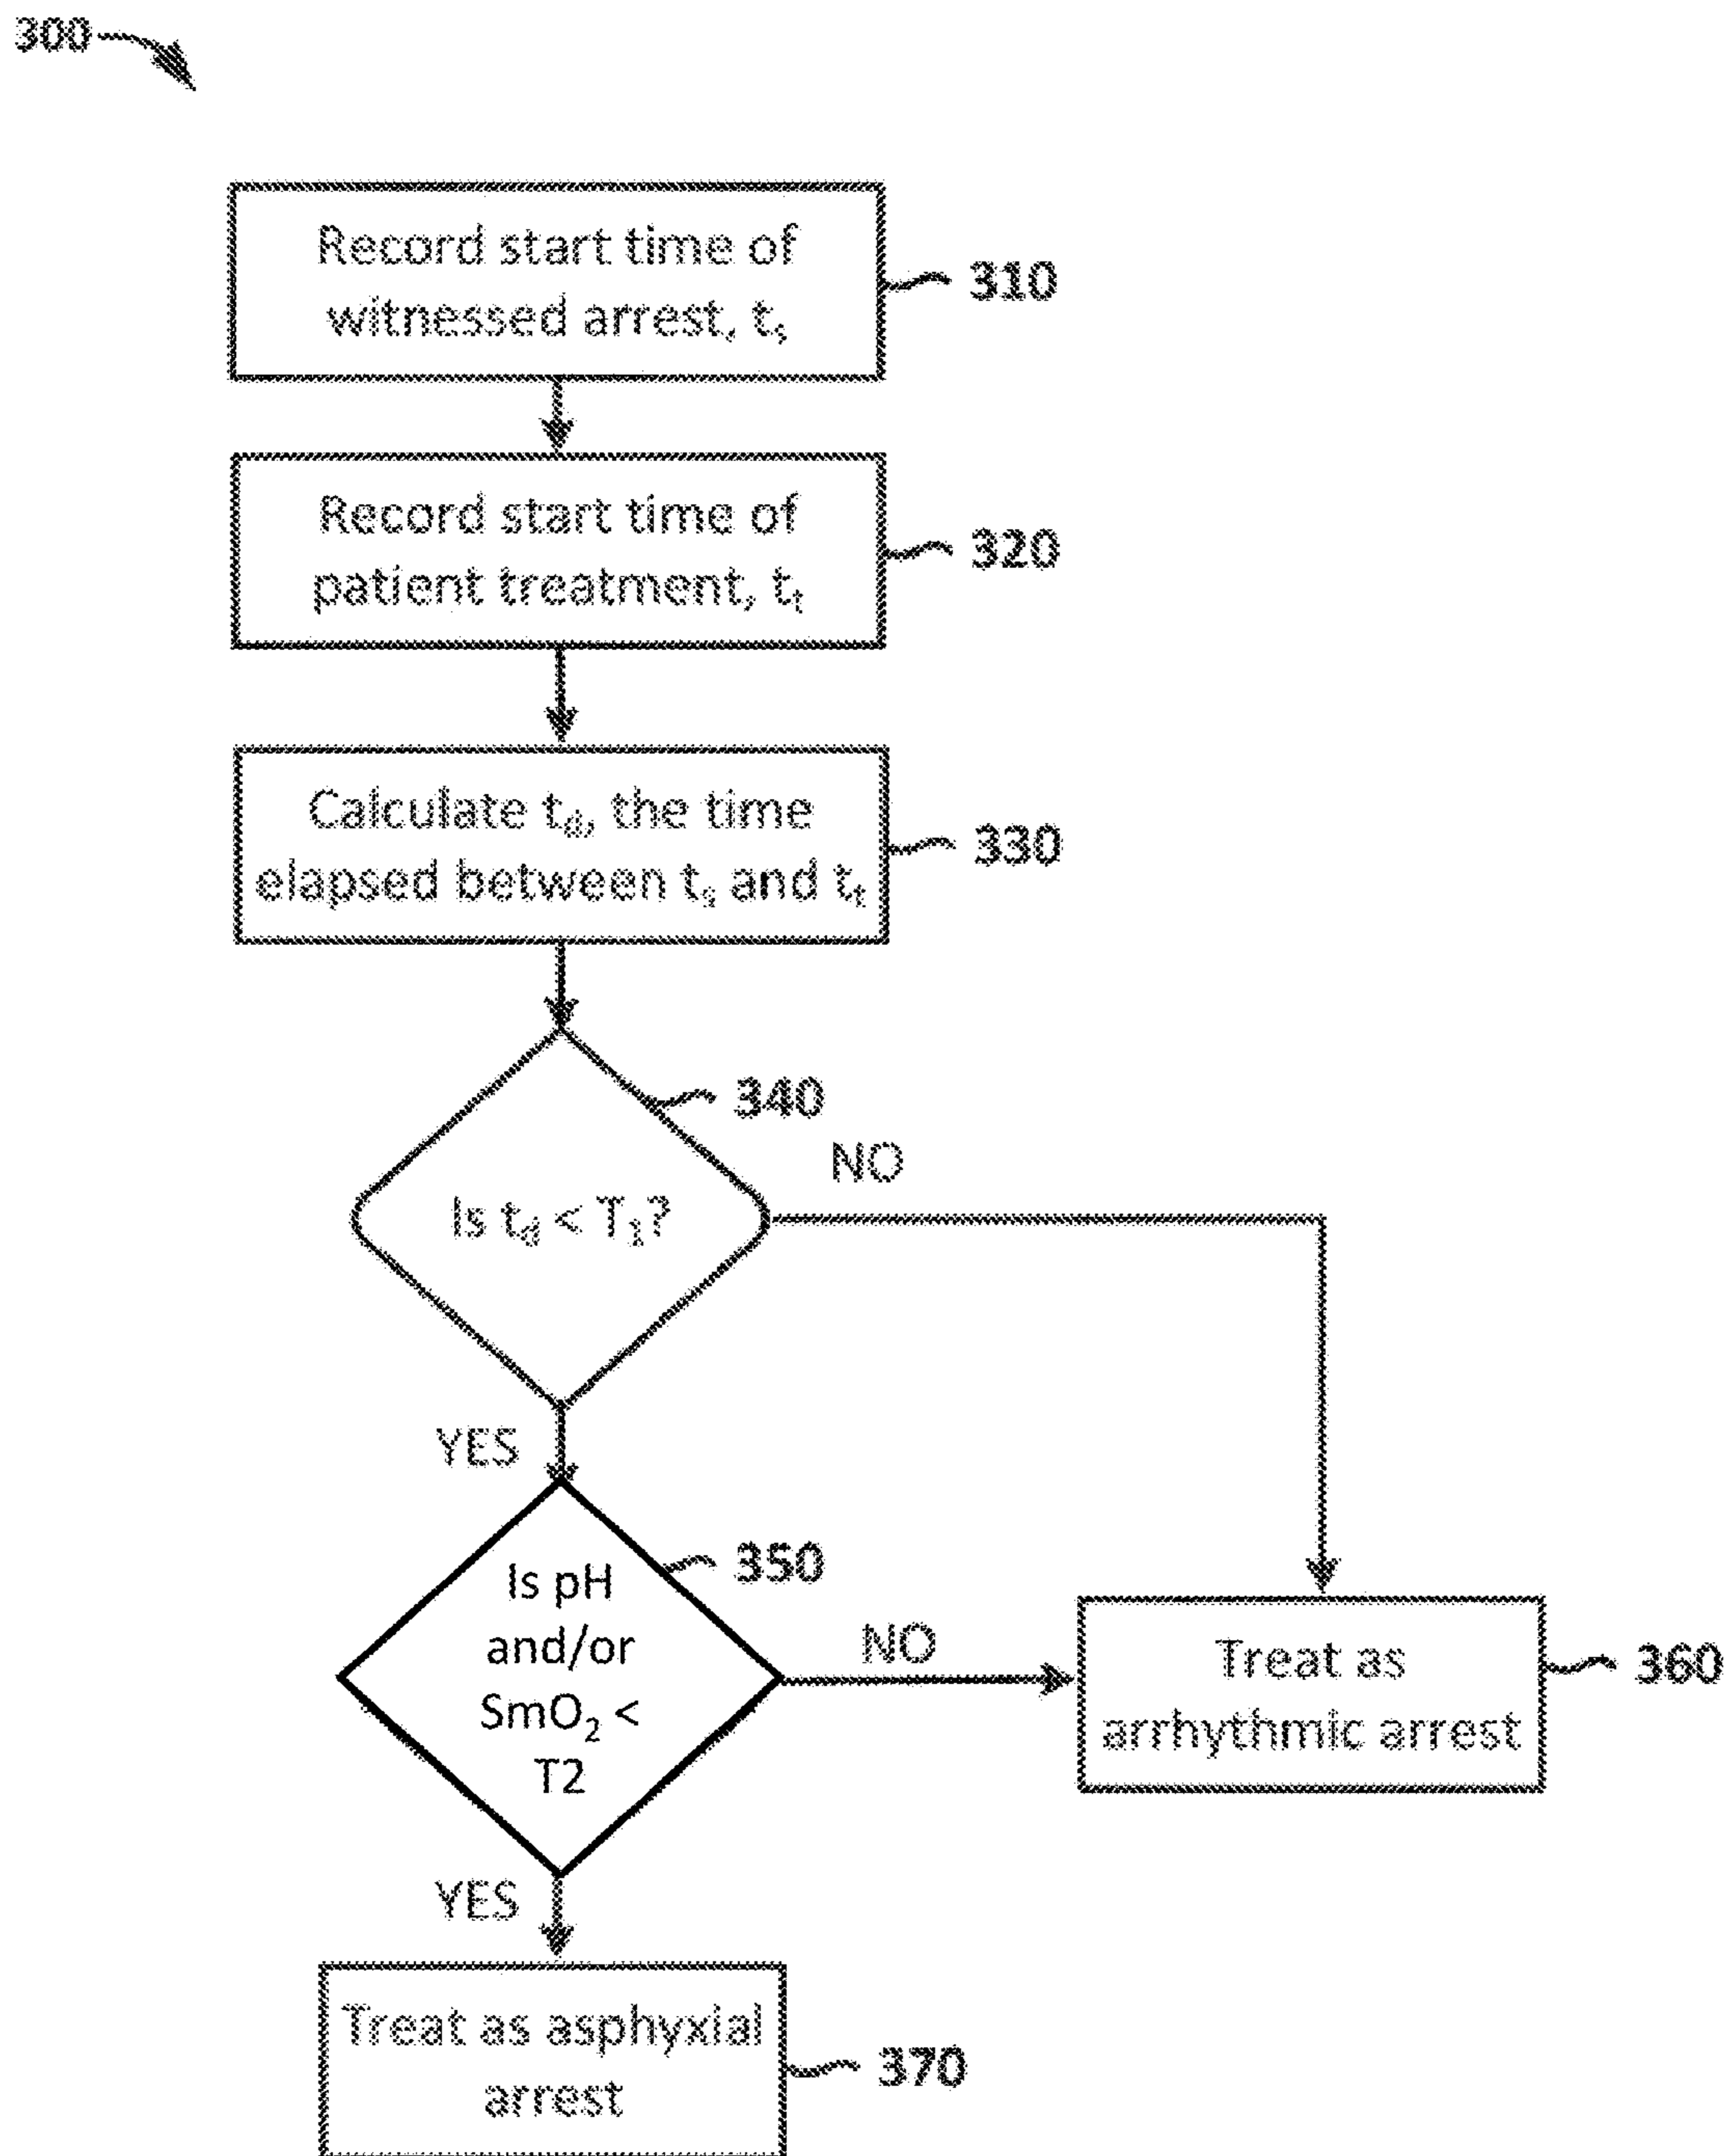 300
Record start time of
witnessed arrest, tₛ
310
Record start time of
patient treatment, tₜ
320
Calculate t_d, the time
elapsed between tₛ and tₜ
330
340
Is t_d < T₁?
NO
YES
350
Is pH
and/or
SmO₂ <
T2
NO
Treat as
arrhythmic arrest
360
YES
Treat as asphyxial
arrest
370